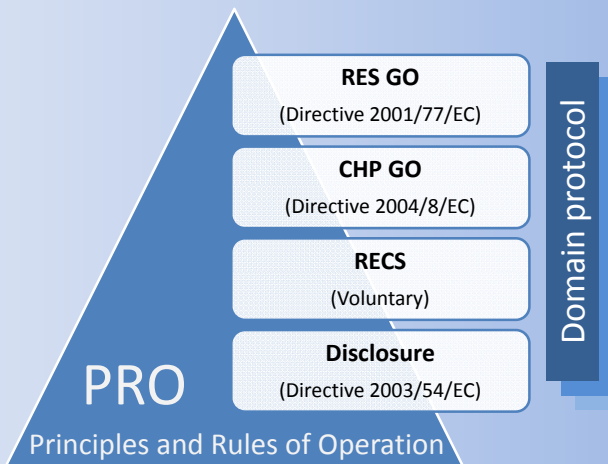 RES GO
(Directive 2001/77/EC)
CHP GO
(Directive 2004/8/EC)
RECS
(Voluntary)
Disclosure
(Directive 2003/54/EC)
PRO
Principles and Rules of Operation
Domain protocol